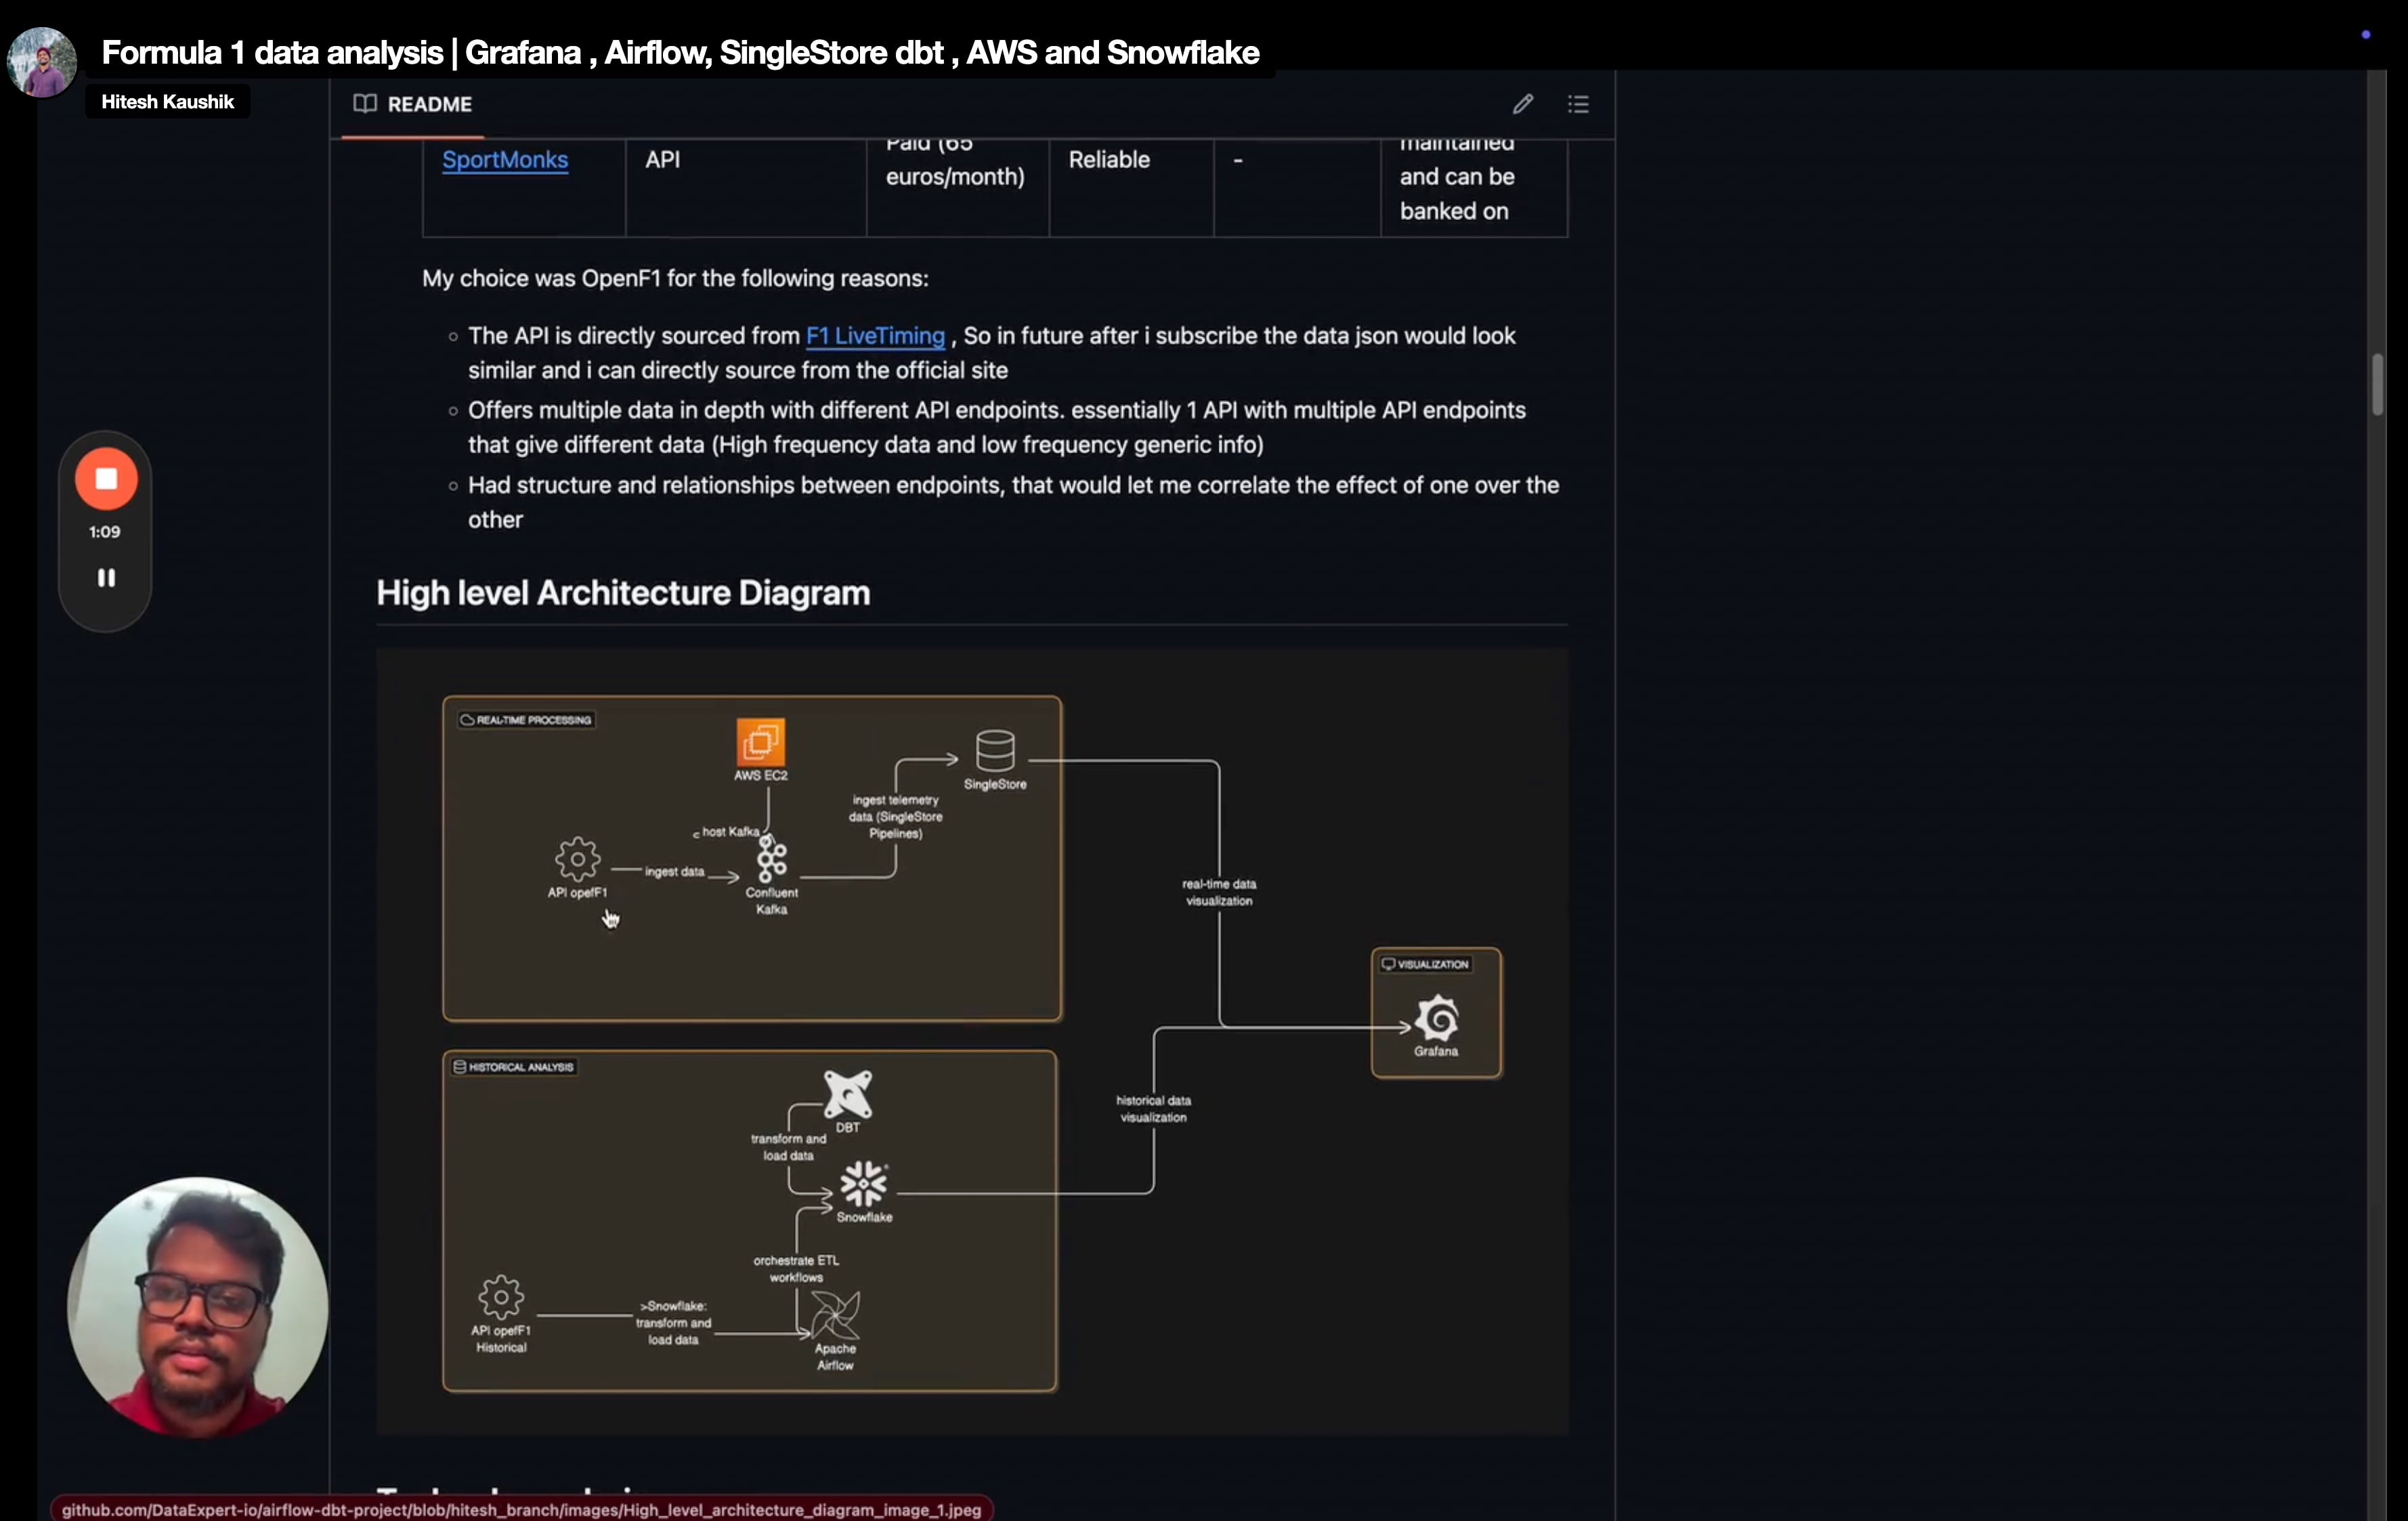 Formula 1 data analysis | Grafana , Airflow, SingleStore dbt , AWS and Snowflake
Hitesh Kaushik
README
SportMonks
API
Paid (65
euros/month)
Reliable
-
maintained
and can be
banked on
My choice was OpenF1 for the following reasons:
The API is directly sourced from F1 LiveTiming , So in future after i subscribe the data json would look
similar and i can directly source from the official site
Offers multiple data in depth with different API endpoints. essentially 1 API with multiple API endpoints
that give different data (High frequency data and low frequency generic info)
Had structure and relationships between endpoints, that would let me correlate the effect of one over the
other
1:09
High level Architecture Diagram
REAL-TIME PROCESSING
AWS EC2
SingleStore
ingest telemetry
data (SingleStore
Pipelines)
c host Kafka
ingest data
API opefF1
Confluent
Kafka
real-time data
visualization
VISUALIZATION
Grafana
HISTORICAL ANALYSIS
DBT
transform and
load data
historical data
visualization
Snowflake
orchestrate ETL
workflows
>Snowflake:
transform and
load data
API opefF1
Historical
Apache
Airflow
github.com/DataExpert-io/airflow-dbt-project/blob/hitesh_branch/images/High_level_architecture_diagram_image_1.jpeg